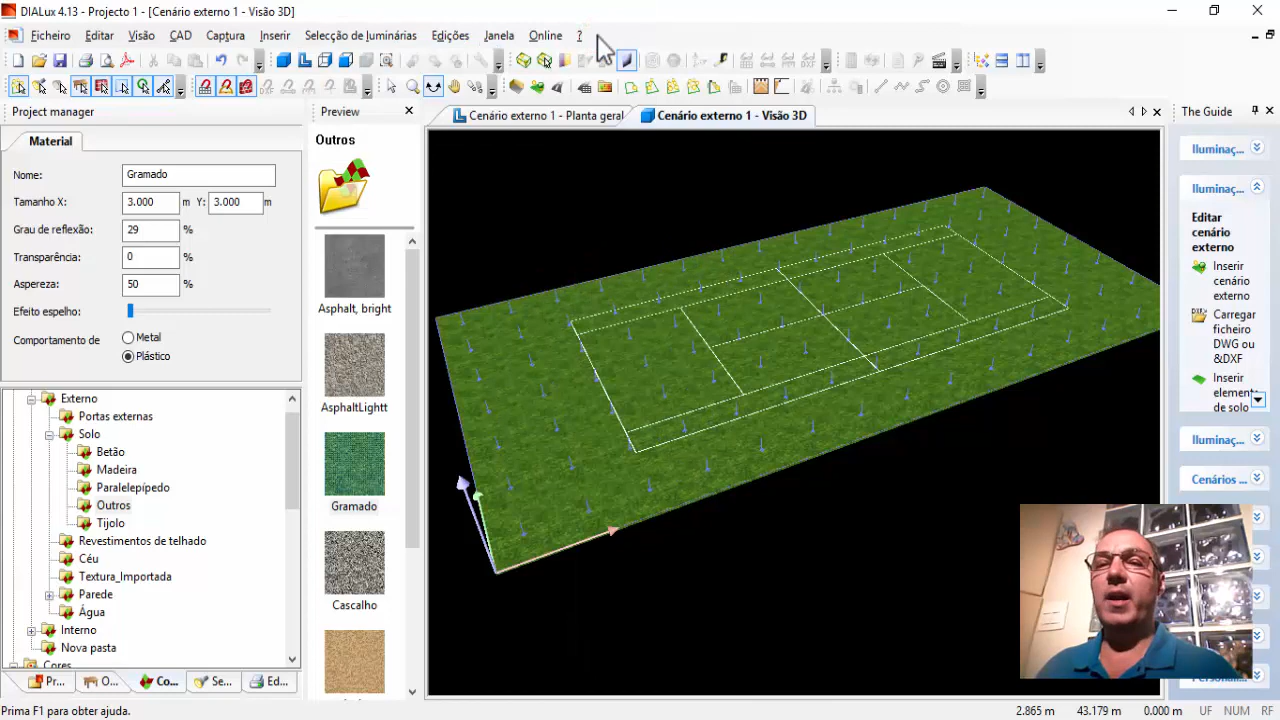 DIALux 4.13 - Projecto 1 - [Cenário externo 1 - Visão 3D]
Ficheiro Editar Visão CAD Captura Inserir Selecção de luminárias Edições Janela Online ?
Project manager
Material
Nome: Gramado
Tamanho X: 3.000 m Y: 3.000 m
Grau de reflexão: 29 %
Transparência: 0 %
Aspereza: 50 %
Efeito espelho:
Comportamento de
Metal
Plástico
Externo
Portas externas
Solo
Betão
Madeira
Paralelepípedo
Outros
Tijolo
Revestimentos de telhado
Céu
Textura_Importada
Parede
Água
Interno
Nova pasta
Cores
Pr... O... Co... Se... Ed...
Preview
Outros
Asphalt, bright
AsphaltLightt
Gramado
Cascalho
Cenário externo 1 - Planta geral
Cenário externo 1 - Visão 3D
The Guide
Iluminaç...
Iluminaç...
Editar
cenário
externo
Inserir
cenário
externo
Carregar
ficheiro
DWG ou
&DXF
Inserir
element
de solo
Iluminaç...
Cenários ...
Prima F1 para obter ajuda.
2.865 m 43.179 m 0.000 m UF NUM RF